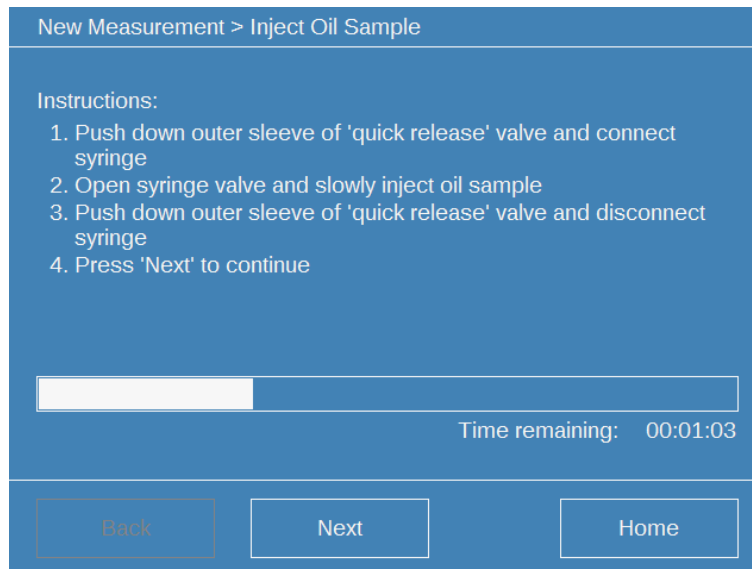 New Measurement > Inject Oil Sample
Instructions:
1. Push down outer sleeve of 'quick release' valve and connect
syringe
2. Open syringe valve and slowly inject oil sample
3. Push down outer sleeve of 'quick release' valve and disconnect
syringe
4. Press 'Next' to continue
Time remaining: 00:01:03
Back Next Home